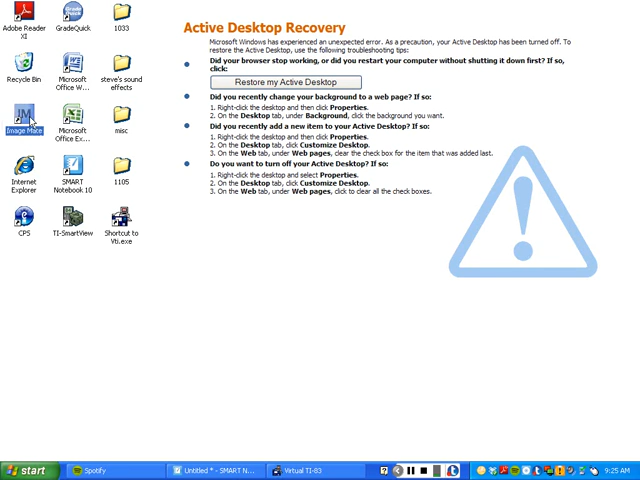 Adobe Reader
XI
GradeQuick
1033
Recycle Bin
Microsoft
Office W...
steve's sound
effects
IM
Image Mate
Microsoft
Office Ex...
misc
Internet
Explorer
SMART
Notebook 10
1105
CPS
TI-SmartView
Shortcut to
Vti.exe
Active Desktop Recovery
Microsoft Windows has experienced an unexpected error. As a precaution, your Active Desktop has been turned off. To
restore the Active Desktop, use the following troubleshooting tips:
Did your browser stop working, or did you restart your computer without shutting it down first? If so,
click:
Restore my Active Desktop
Did you recently change your background to a web page? If so:
1. Right-click the desktop and then click Properties.
2. On the Desktop tab, under Background, click the background you want.
Did you recently add a new item to your Active Desktop? If so:
1. Right-click the desktop and then click Properties.
2. On the Desktop tab, click Customize Desktop.
3. On the Web tab, under Web pages, clear the check box for the item that was added last.
Do you want to turn off your Active Desktop? If so:
1. Right-click the desktop and select Properties.
2. On the Desktop tab, click Customize Desktop.
3. On the Web tab, under Web pages, click to clear all the check boxes.
start
Spotify
Untitled * - SMART N...
Virtual TI-83
9:25 AM